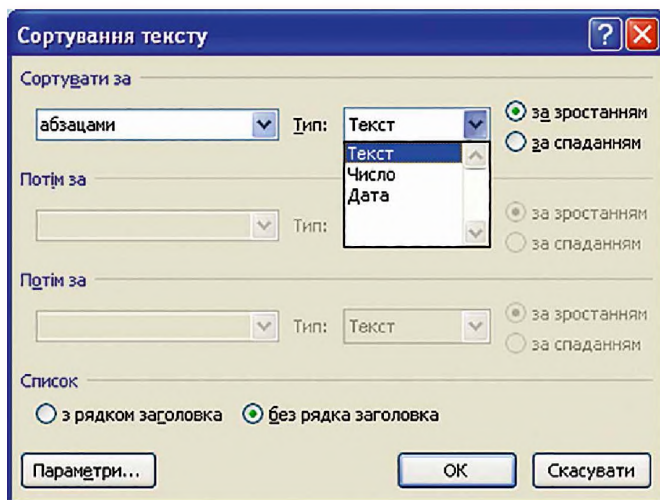 Сортування тексту
Сортувати за
абзацами Тип: Текст за зростанням
за спаданням
Текст
Число
Дата
Потім за
Тип: за зростанням
за спаданням
Потім за
Тип: Текст за зростанням
за спаданням
Список
з рядком заголовка без рядка заголовка
Параметри... ОК Скасувати